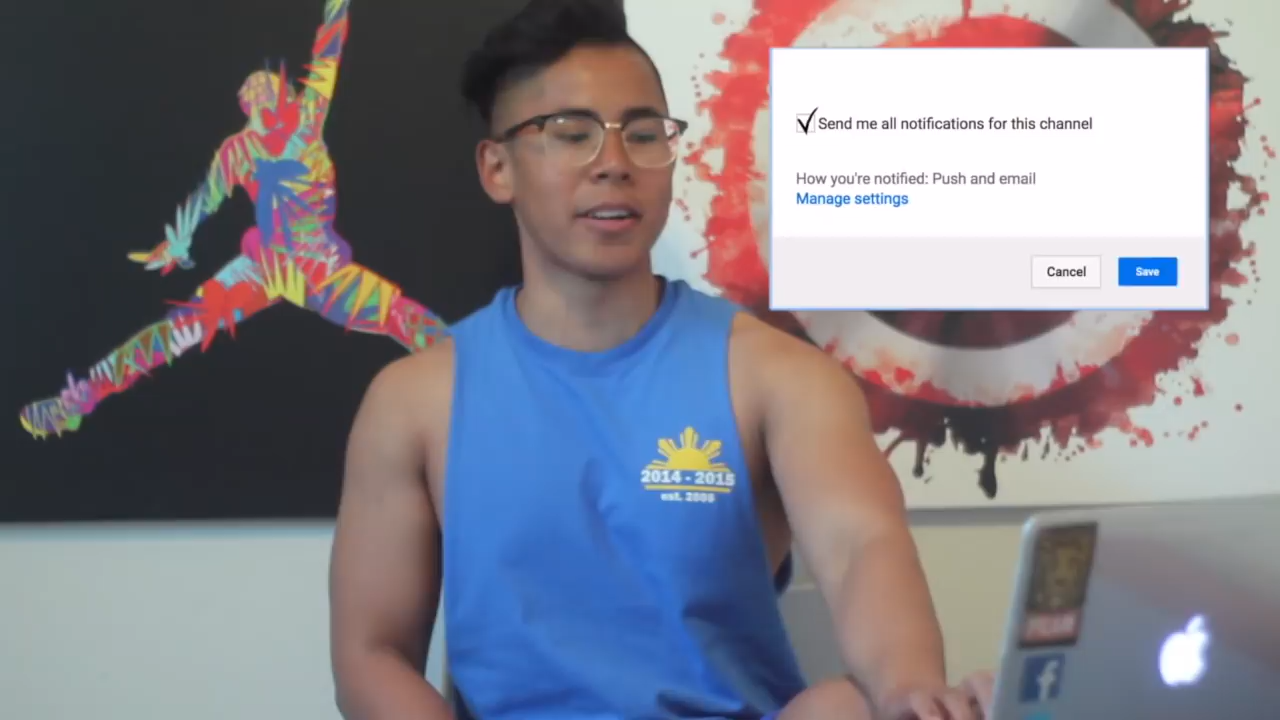 Send me all notifications for this channel
How you're notified: Push and email
Manage settings
Cancel
Save
2014 - 2015
est. 2008
f